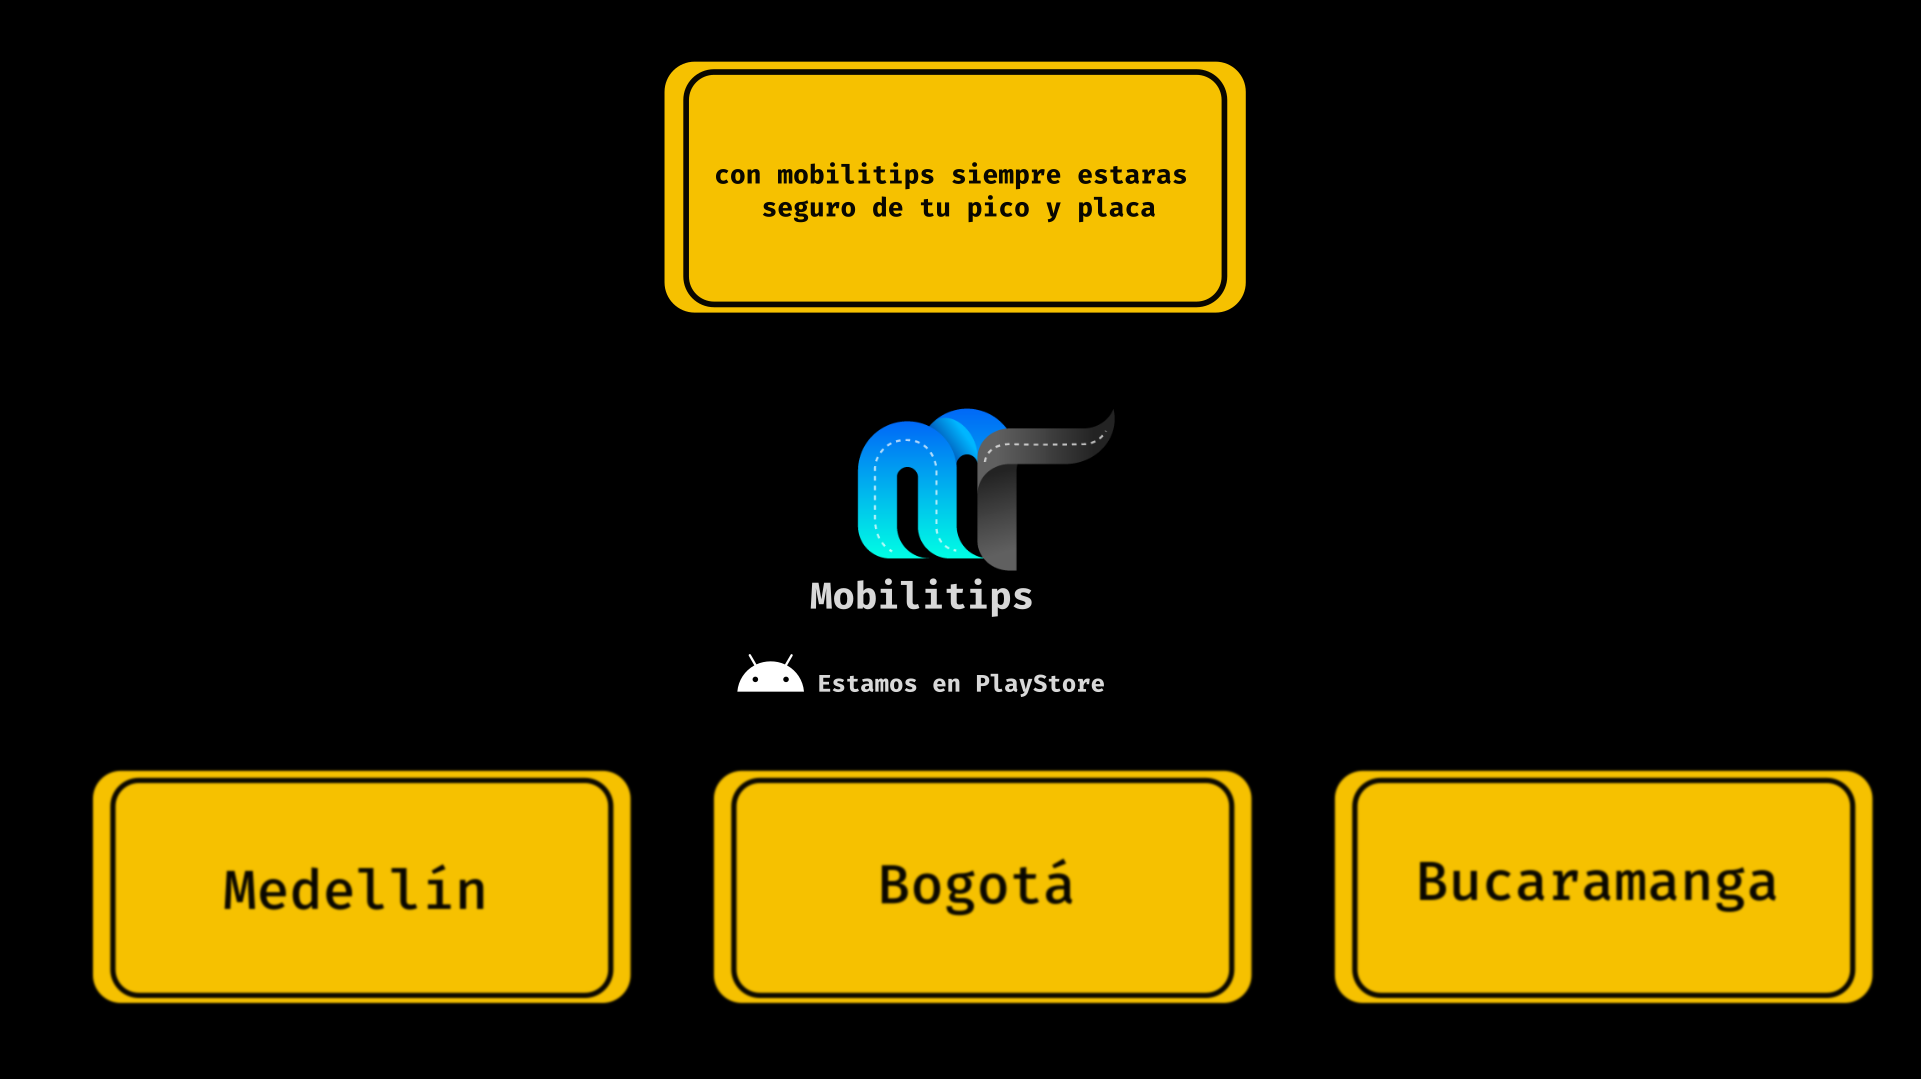 con mobilitips siempre estaras
seguro de tu pico y placa
Mobilitips
Estamos en PlayStore
Medellín
Bogotá
Bucaramanga